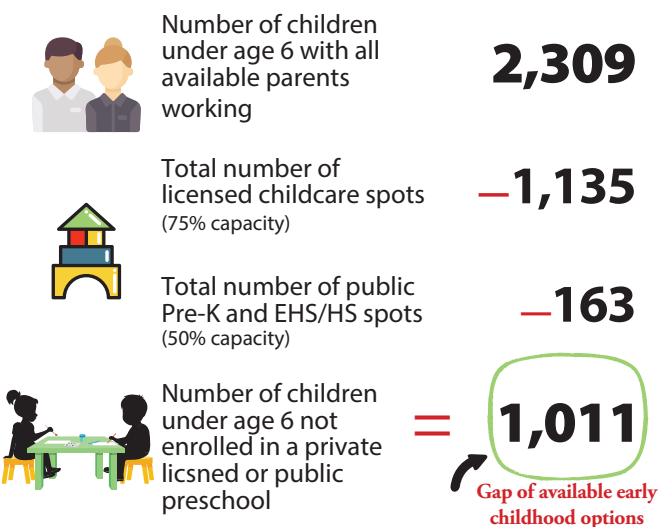 Number of children
under age 6 with all
available parents
working
2,309
Total number of
licensed childcare spots
(75% capacity)
–1,135
Total number of public
Pre-K and EHS/HS spots
(50% capacity)
–163
Number of children
under age 6 not
enrolled in a private
licsned or public
preschool
= 1,011
Gap of available early
childhood options